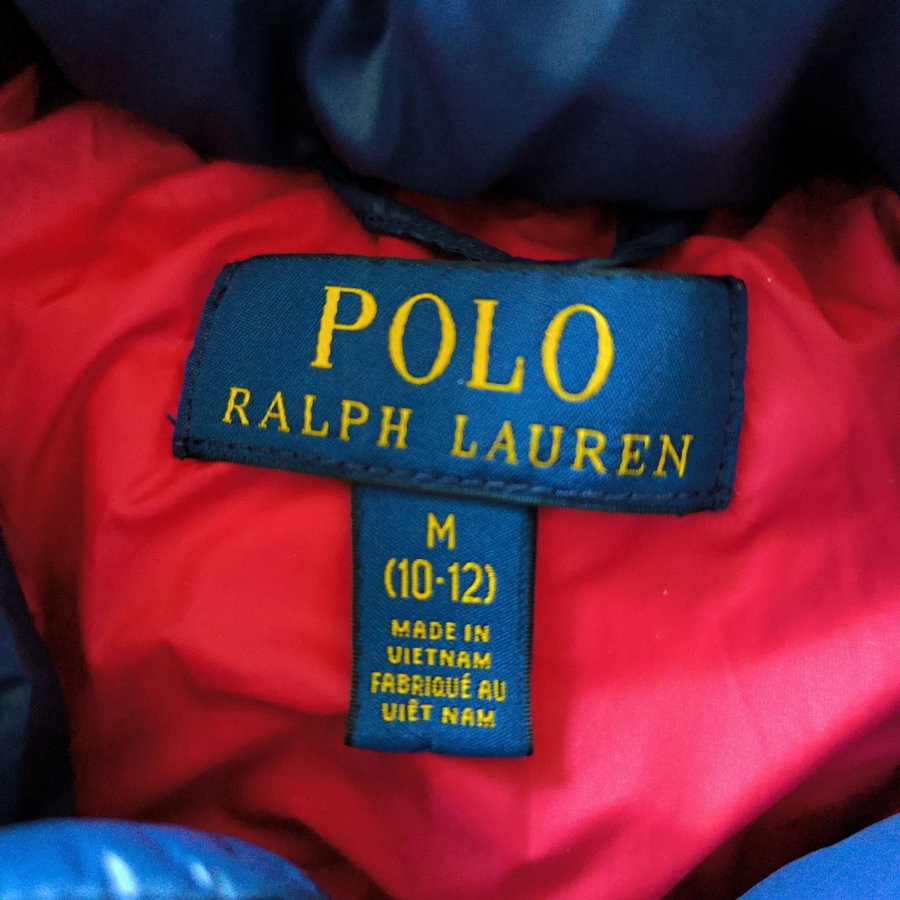 POLO
RALPH LAUREN
M
(10-12)
MADE IN
VIETNAM
FABRIQUÉ AU
VIÊT NAM